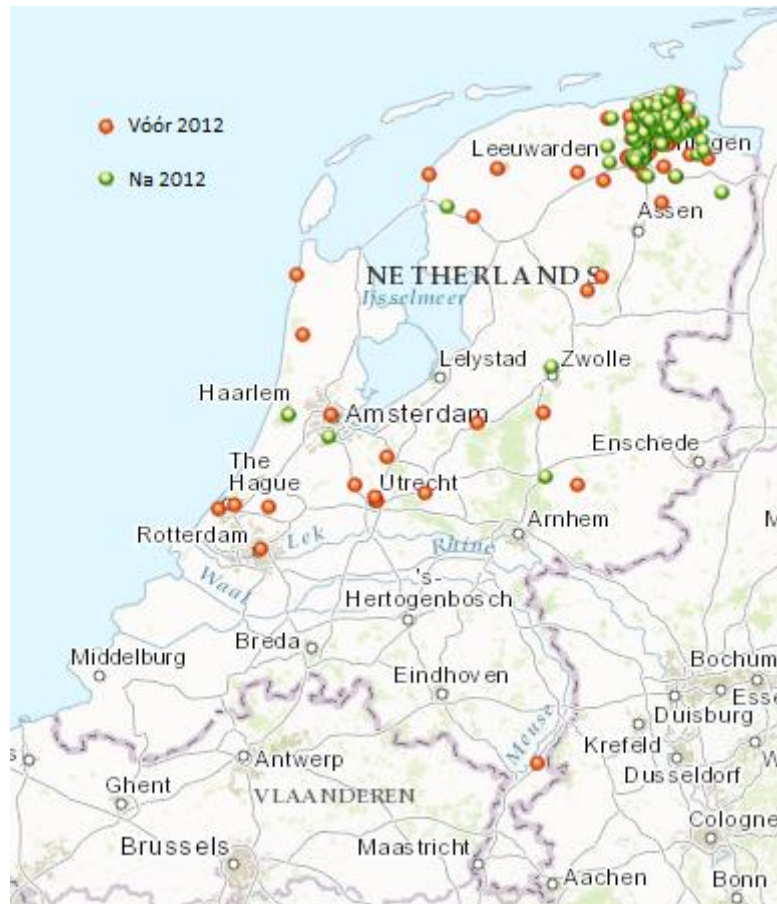 Vóór 2012
Na 2012
Leeuwarden
ningen
Assen
NETHERLANDS
Ijsselmeer
Lelystad
Zwolle
Haarlem
Amsterdam
Enschede
The
Hague
Utrecht
Arnhem
Rotterdam
Lek
Rhine
Waal
's-
Hertogenbosch
Breda
Middelburg
Eindhoven
Bochum
Esse
Duisburg
Meuse
Krefeld
W
Dusseldorf
Antwerp
Ghent
VLAANDEREN
Cologne
Brussels
Maastricht
Aachen
Bonn
M
s